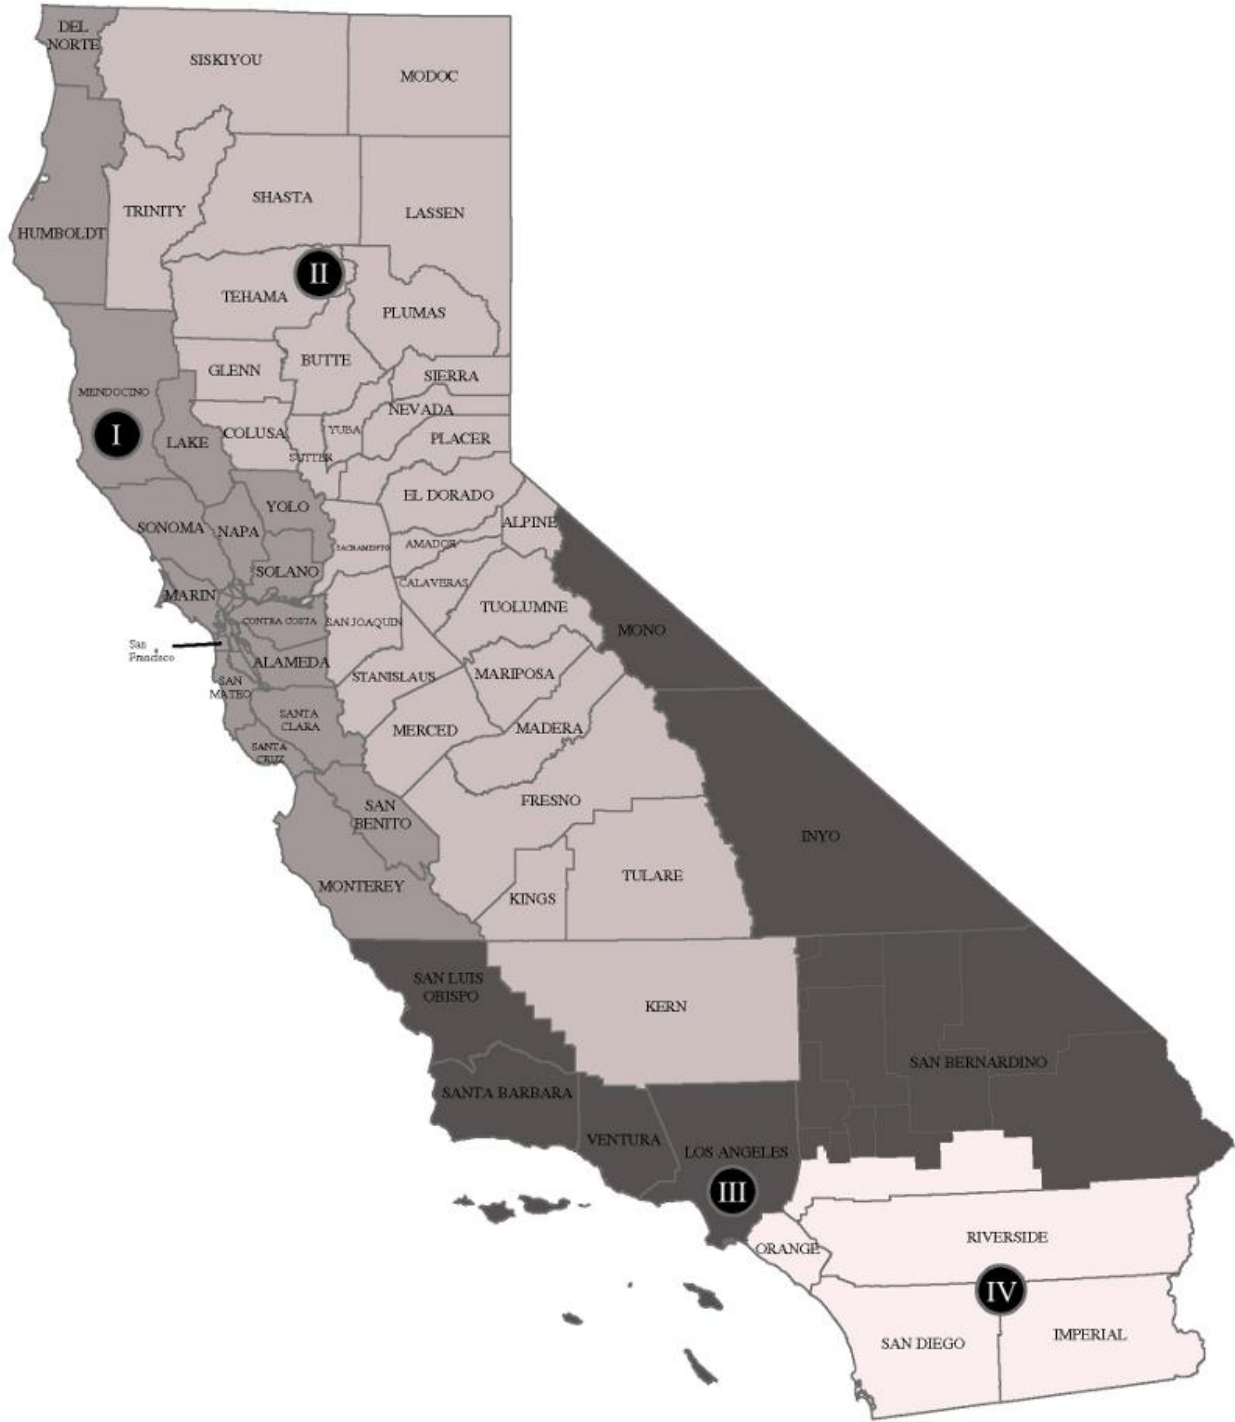 DEL
NORTE
SISKIYOU
MODOC
HUMBOLDT
TRINITY
SHASTA
LASSEN
II
TEHAMA
PLUMAS
GLENN
BUTTE
SIERRA
MENDOCINO
I
LAKE
COLUSA
SUTTER
YUBA
NEVADA
PLACER
YOLO
EL DORADO
SONOMA
NAPA
SACRAMENTO
AMADOR
ALPINE
SOLANO
CALAVERAS
MARIN
CONTRA COSTA
SAN JOAQUIN
TUOLUMNE
MONO
San
Francisco
ALAMEDA
STANISLAUS
MARIPOSA
SAN
MATEO
SANTA
CLARA
MERCED
MADERA
SANTA
CRUZ
SAN
BENITO
FRESNO
INYO
MONTEREY
KINGS
TULARE
SAN LUIS
OBISPO
KERN
SAN BERNARDINO
SANTA BARBARA
VENTURA
LOS ANGELES
III
ORANGE
RIVERSIDE
IV
SAN DIEGO
IMPERIAL